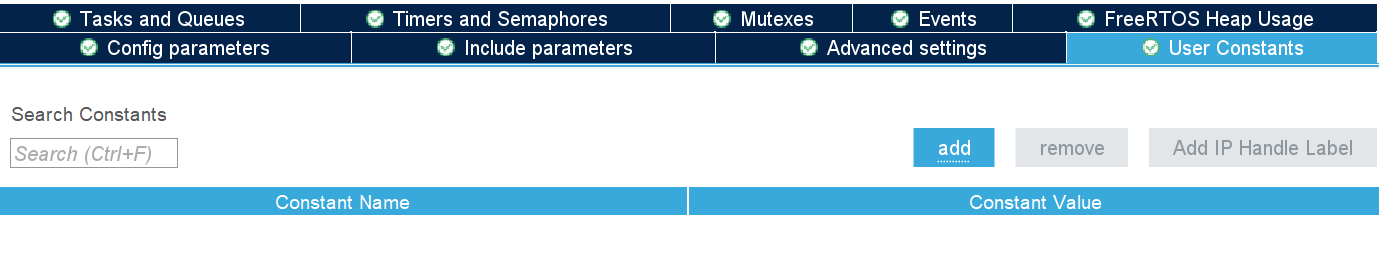 Tasks and Queues Timers and Semaphores Mutexes Events FreeRTOS Heap Usage
Config parameters Include parameters Advanced settings User Constants
Search Constants
Search (Ctrl+F) add remove Add IP Handle Label
Constant Name Constant Value